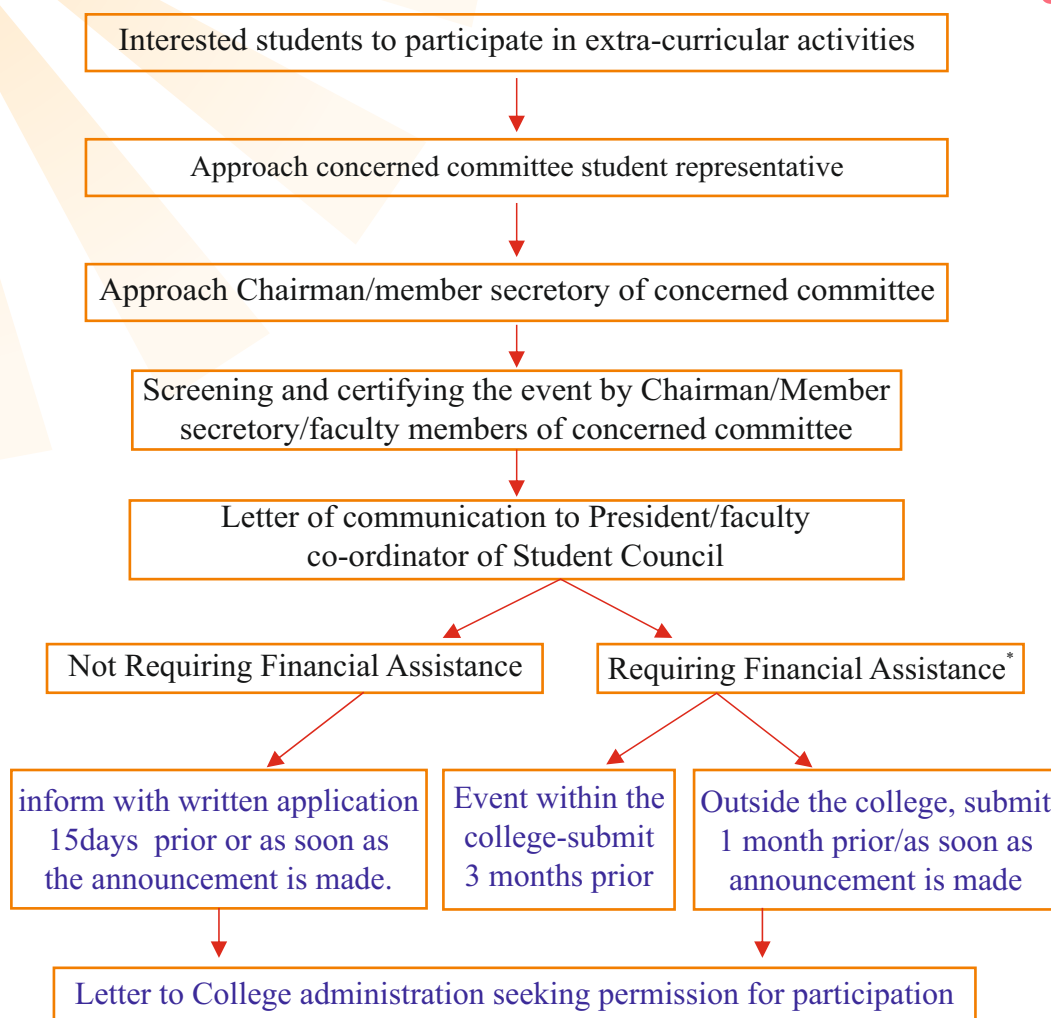 Interested students to participate in extra-curricular activities
Approach concerned committee student representative
Approach Chairman/member secretory of concerned committee
Screening and certifying the event by Chairman/Member
secretory/faculty members of concerned committee
Letter of communication to President/faculty
co-ordinator of Student Council
Not Requiring Financial Assistance
Requiring Financial Assistance*
inform with written application
15days prior or as soon as
the announcement is made.
Event within the
college-submit
3 months prior
Outside the college, submit
1 month prior/as soon as
announcement is made
Letter to College administration seeking permission for participation